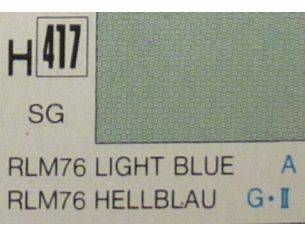 H 417
SG
RLM76 LIGHT BLUE A
RLM76 HELLBLAU G・II